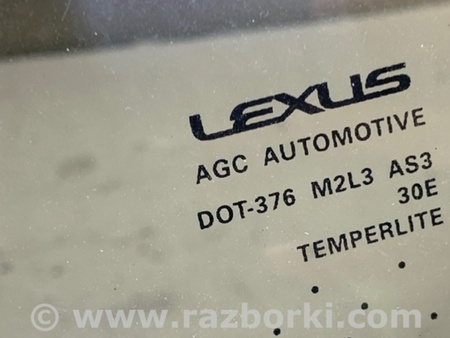 LEXUS
AGC AUTOMOTIVE
DOT-376 M2L3 AS3
30E
TEMPERLITE
© www.razborki.com